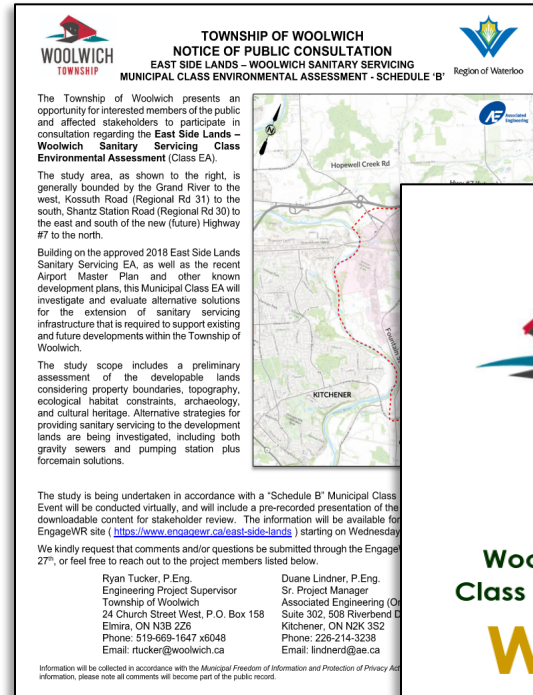 WOOLWICH
TOWNSHIP
TOWNSHIP OF WOOLWICH
NOTICE OF PUBLIC CONSULTATION
EAST SIDE LANDS – WOOLWICH SANITARY SERVICING
MUNICIPAL CLASS ENVIRONMENTAL ASSESSMENT - SCHEDULE ‘B’
Region of Waterloo
The Township of Woolwich presents an
opportunity for interested members of the public
and affected stakeholders to participate in
consultation regarding the East Side Lands –
Woolwich Sanitary Servicing Class
Environmental Assessment (Class EA).
The study area, as shown to the right, is
generally bounded by the Grand River to the
west, Kossuth Road (Regional Rd 31) to the
south, Shantz Station Road (Regional Rd 30) to
the east and south of the new (future) Highway
#7 to the north.
Building on the approved 2018 East Side Lands
Sanitary Servicing EA, as well as the recent
Airport Master Plan and other known
development plans, this Municipal Class EA will
investigate and evaluate alternative solutions
for the extension of sanitary servicing
infrastructure that is required to support existing
and future developments within the Township of
Woolwich.
The study scope includes a preliminary
assessment of the developable lands
considering property boundaries, topography,
ecological habitat constraints, archaeology,
and cultural heritage. Alternative strategies for
providing sanitary servicing to the development
lands are being investigated, including both
gravity sewers and pumping station plus
forcemain solutions.
N
AE Associated
Engineering
Hopewell Creek Rd
Fountain S
KITCHENER
The study is being undertaken in accordance with a “Schedule B” Municipal Class
Event will be conducted virtually, and will include a pre-recorded presentation of the
downloadable content for stakeholder review. The information will be available for
EngageWR site ( https://www.engagewr.ca/east-side-lands ) starting on Wednesday
We kindly request that comments and/or questions be submitted through the Engage
27th, or feel free to reach out to the project members listed below.
Ryan Tucker, P.Eng.
Engineering Project Supervisor
Township of Woolwich
24 Church Street West, P.O. Box 158
Elmira, ON N3B 2Z6
Phone: 519-669-1647 x6048
Email: rtucker@woolwich.ca
Duane Lindner, P.Eng.
Sr. Project Manager
Associated Engineering (On
Suite 302, 508 Riverbend D
Kitchener, ON N2K 3S2
Phone: 226-214-3238
Email: lindnerd@ae.ca
Information will be collected in accordance with the Municipal Freedom of Information and Protection of Privacy Act
information, please note all comments will become part of the public record.
Woo
Class
W